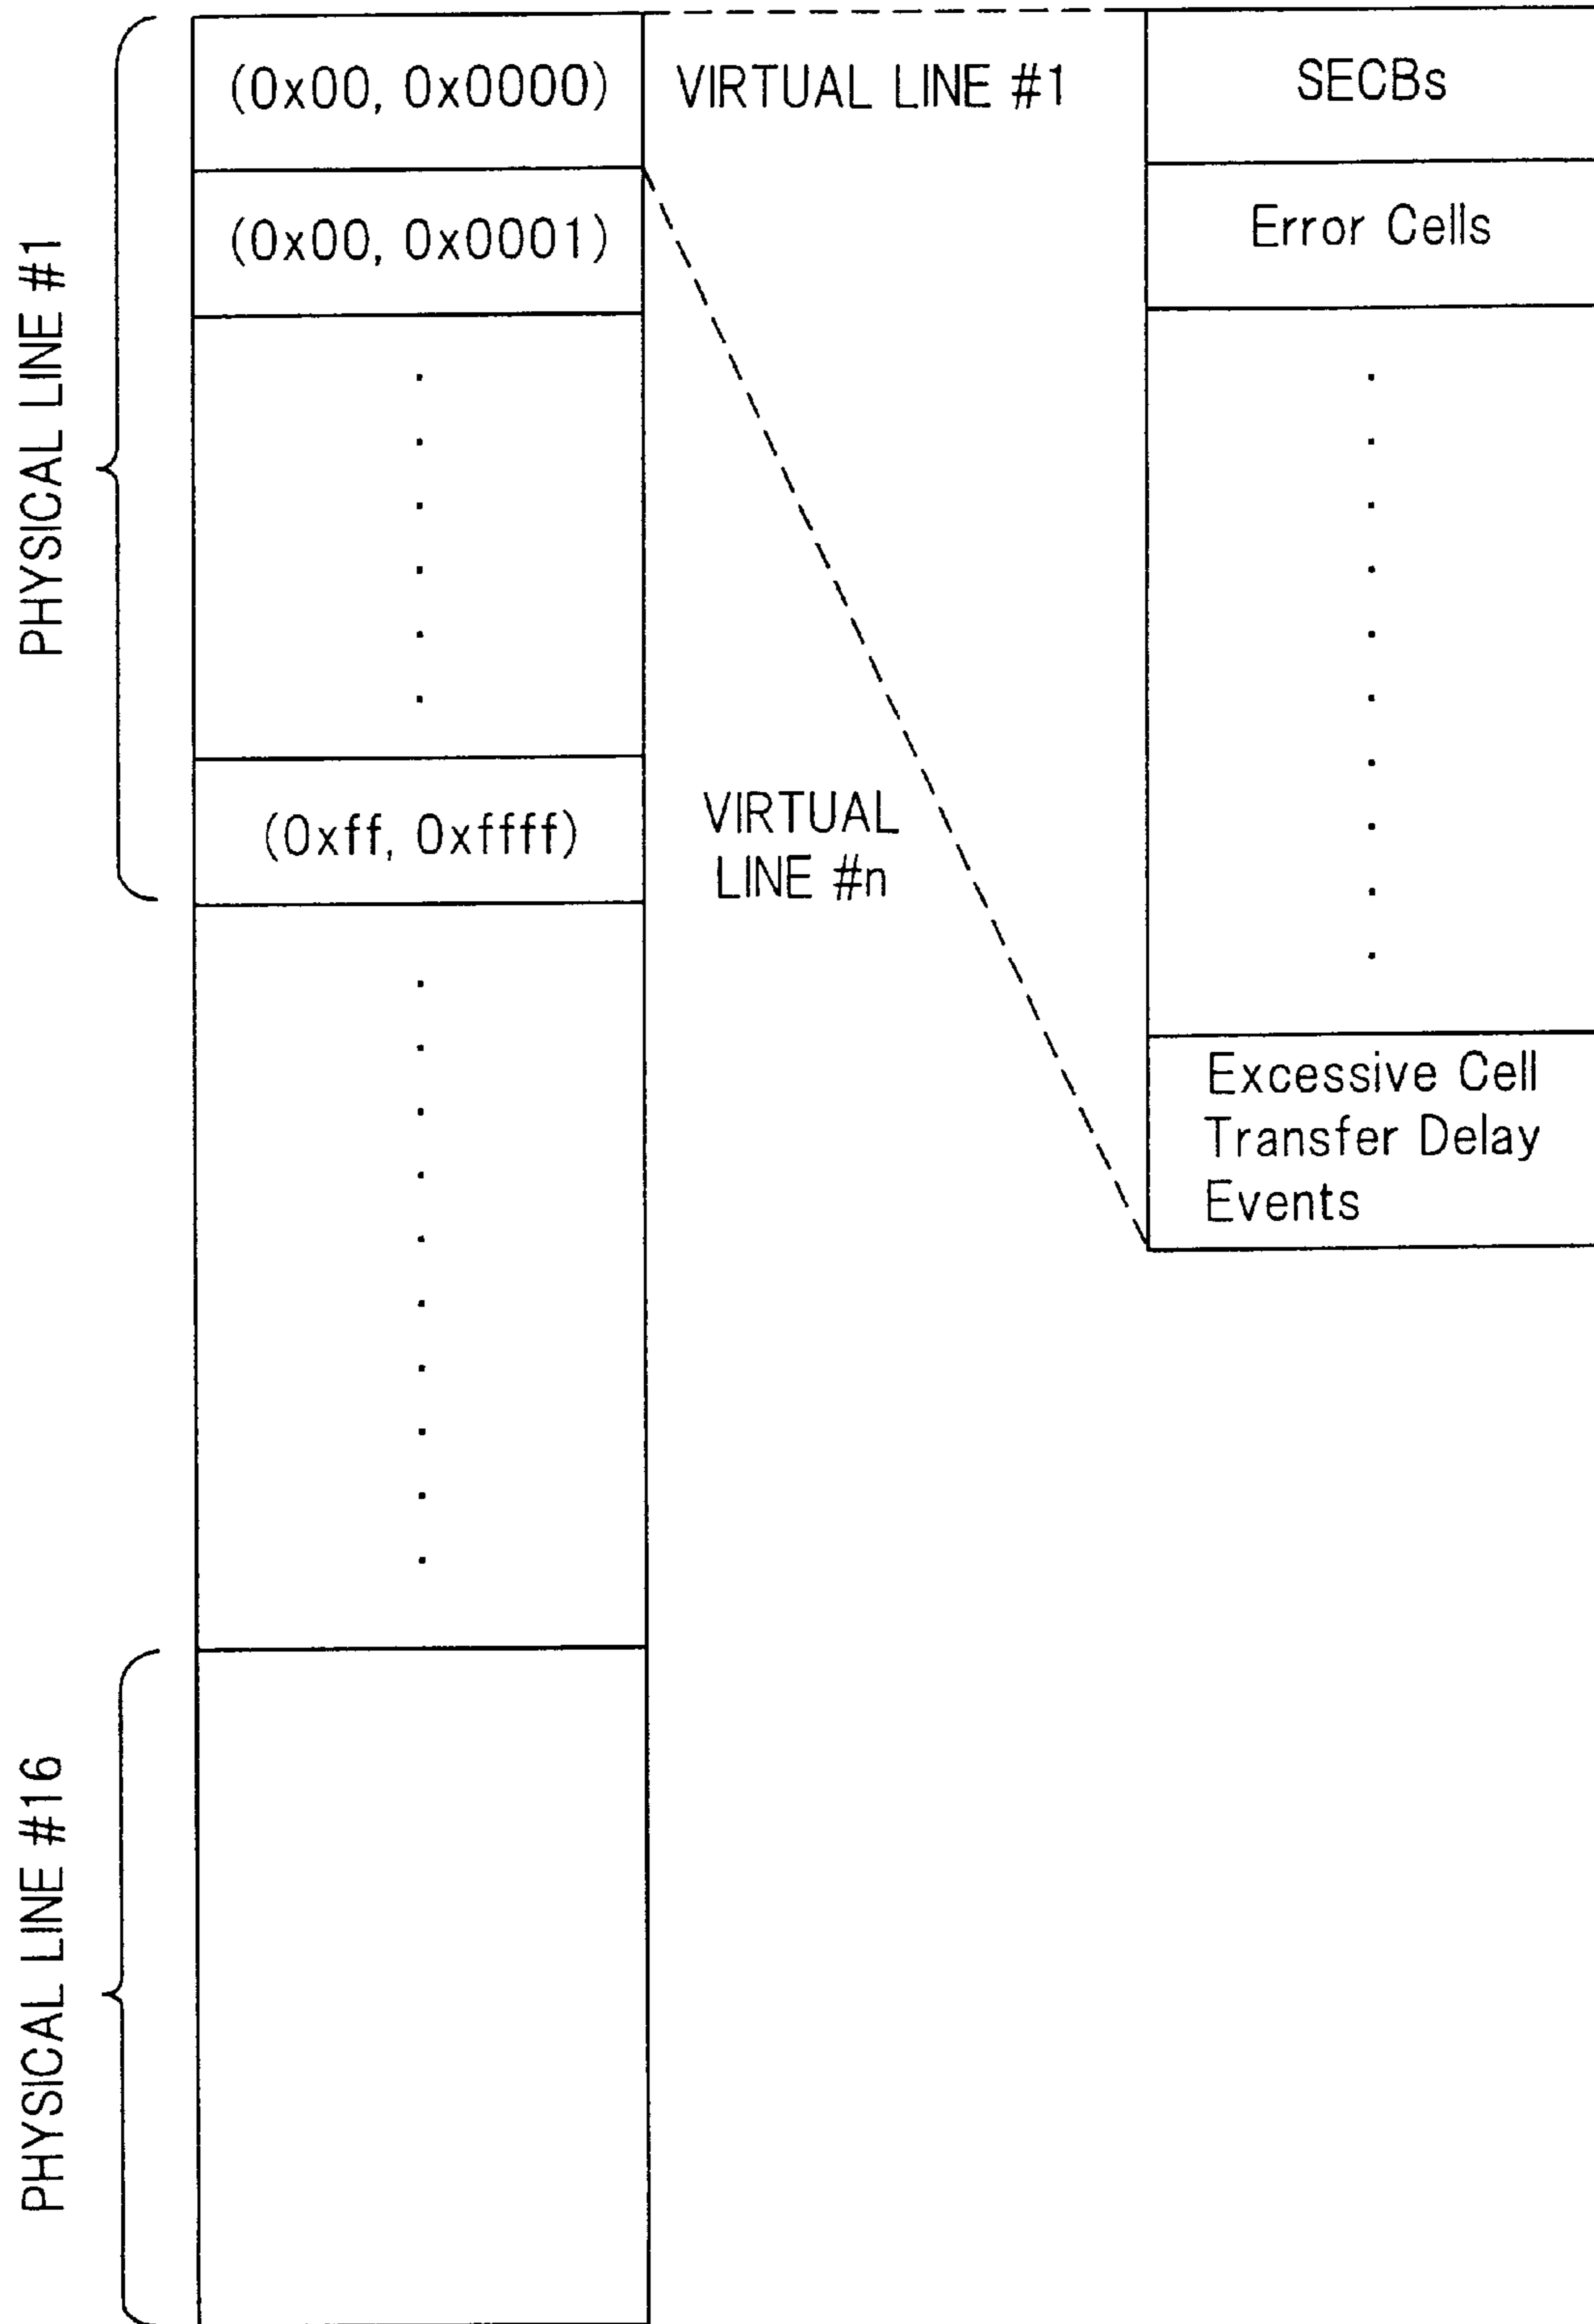 PHYSICAL LINE #1
(0x00, 0x0000)
VIRTUAL LINE #1
(0x00, 0x0001)
(0xff, 0xffff)
VIRTUAL
LINE #n
PHYSICAL LINE #16
SECBs
Error Cells
Excessive Cell
Transfer Delay
Events